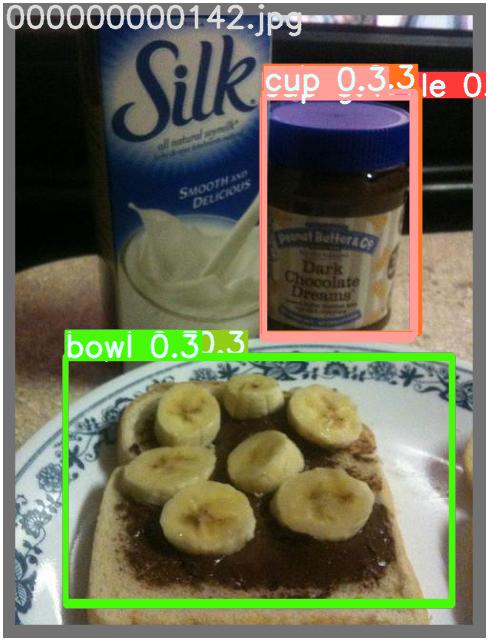 000000000142.jpg
Silk
all natural soymilk
SMOOTH AND
DELICIOUS
cup 0.3
.3
le 0.
Peanut Butter & Co
Dark
Chocolate
Dreams
bowl 0.3
0.3